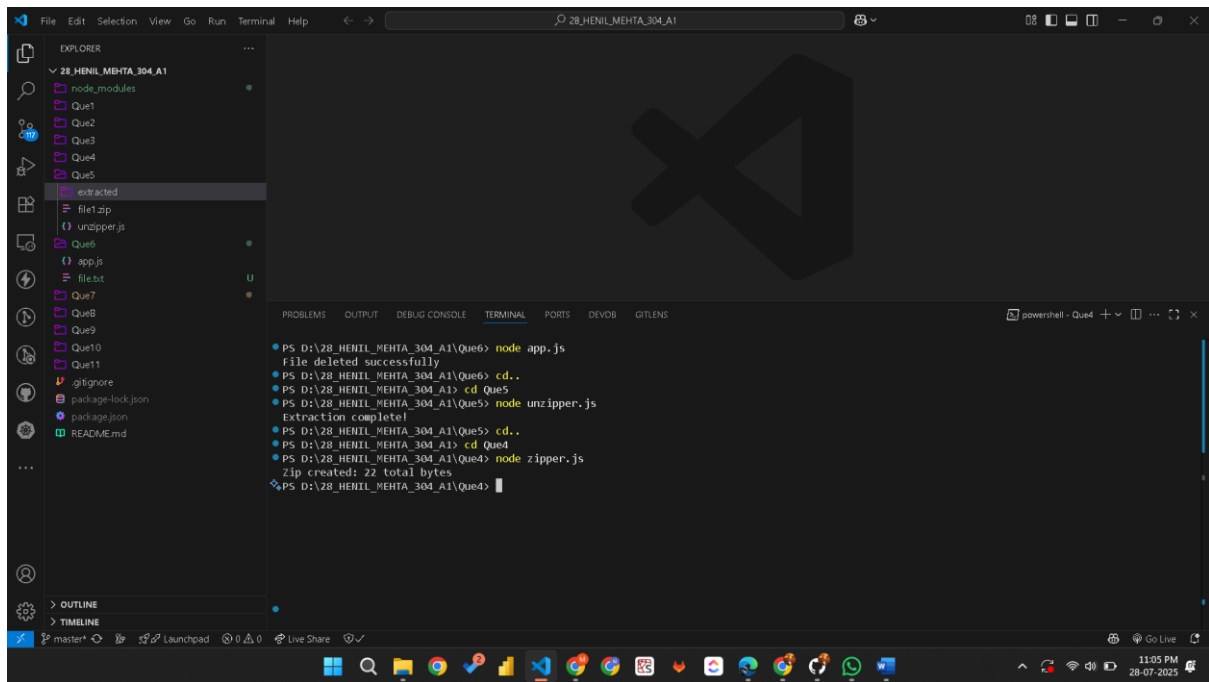 File Edit Selection View Go Run Terminal Help
28_HENIL_MEHTA_304_A1
EXPLORER
28_HENIL_MEHTA_304_A1
node_modules
Que1
Que2
Que3
Que4
Que5
extracted
file1.zip
unzipper.js
Que6
app.js
file.txt U
Que7
Que8
Que9
Que10
Que11
.gitignore
package-lock.json
package.json
README.md
117
PROBLEMS OUTPUT DEBUG CONSOLE TERMINAL PORTS DEVDB GITLENS
powershell - Que4
PS D:\28_HENIL_MEHTA_304_A1\Que6> node app.js
File deleted successfully
PS D:\28_HENIL_MEHTA_304_A1\Que6> cd..
PS D:\28_HENIL_MEHTA_304_A1> cd Que5
PS D:\28_HENIL_MEHTA_304_A1\Que5> node unzipper.js
Extraction complete!
PS D:\28_HENIL_MEHTA_304_A1\Que5> cd..
PS D:\28_HENIL_MEHTA_304_A1> cd Que4
PS D:\28_HENIL_MEHTA_304_A1\Que4> node zipper.js
Zip created: 22 total bytes
PS D:\28_HENIL_MEHTA_304_A1\Que4>
OUTLINE
TIMELINE
master* Launchpad 0 0 Live Share Go Live
2
11:05 PM
28-07-2025